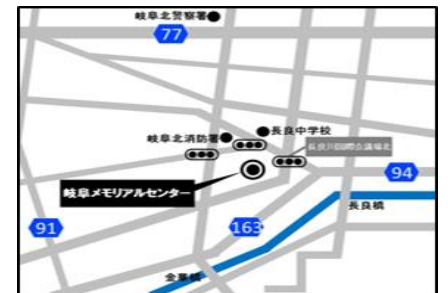 岐阜北警察署
77
岐阜北消防署
長良中学校
長良川国際会議場北
岐阜メモリアルセンター
94
長良橋
91
163
金華橋